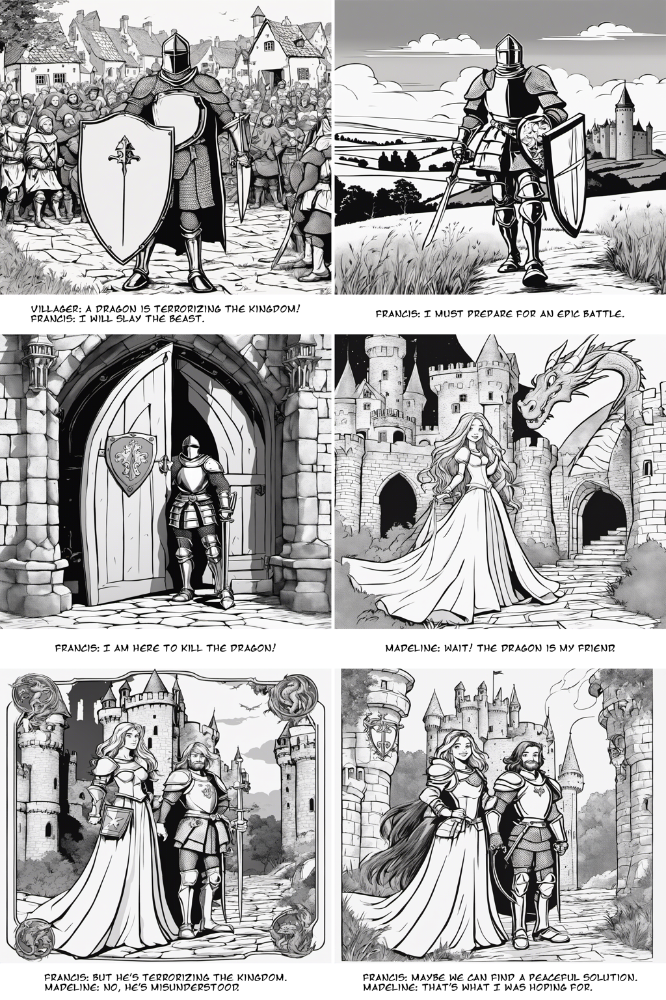 VILLAGER: A DRAGON IS TERRORIZING THE KINGDOM!
FRANCIS: I WILL SLAY THE BEAST.
FRANCIS: I MUST PREPARE FOR AN EPIC BATTLE.
FRANCIS: I AM HERE TO KILL THE DRAGON!
MADELINE: WAIT! THE DRAGON IS MY FRIEND.
FRANCIS: BUT HE'S TERRORIZING THE KINGDOM.
MADELINE: NO, HE'S MISUNDERSTOOD.
FRANCIS: MAYBE WE CAN FIND A PEACEFUL SOLUTION.
MADELINE: THAT'S WHAT I WAS HOPING FOR.